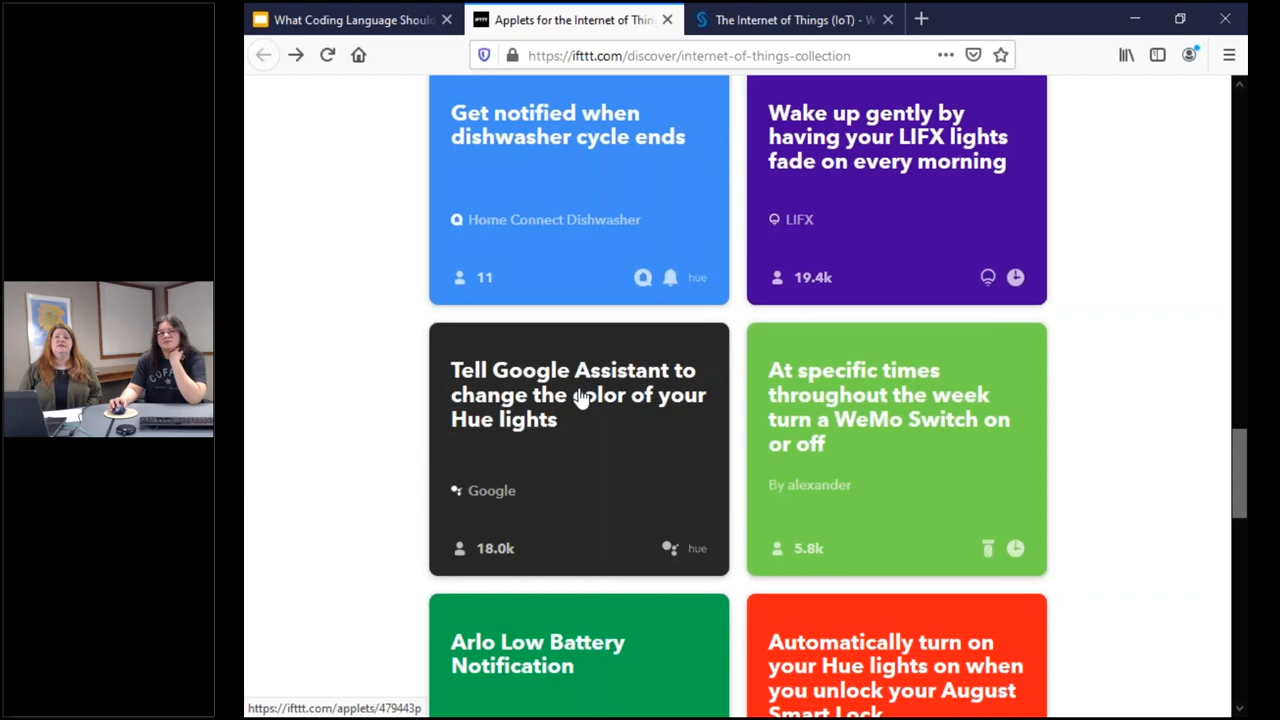 What Coding Language Shoul
Applets for the Internet of Thin
The Internet of Things (IoT) - W
https://ifttt.com/discover/internet-of-things-collection
Get notified when
dishwasher cycle ends
Home Connect Dishwasher
11
hue
Wake up gently by
having your LIFX lights
fade on every morning
LIFX
19.4k
Tell Google Assistant to
change the color of your
Hue lights
Google
18.0k
hue
At specific times
throughout the week
turn a WeMo Switch on
or off
By alexander
5.8k
Arlo Low Battery
Notification
Automatically turn on
your Hue lights on when
you unlock your August
Smart Lock
https://ifttt.com/applets/479443p